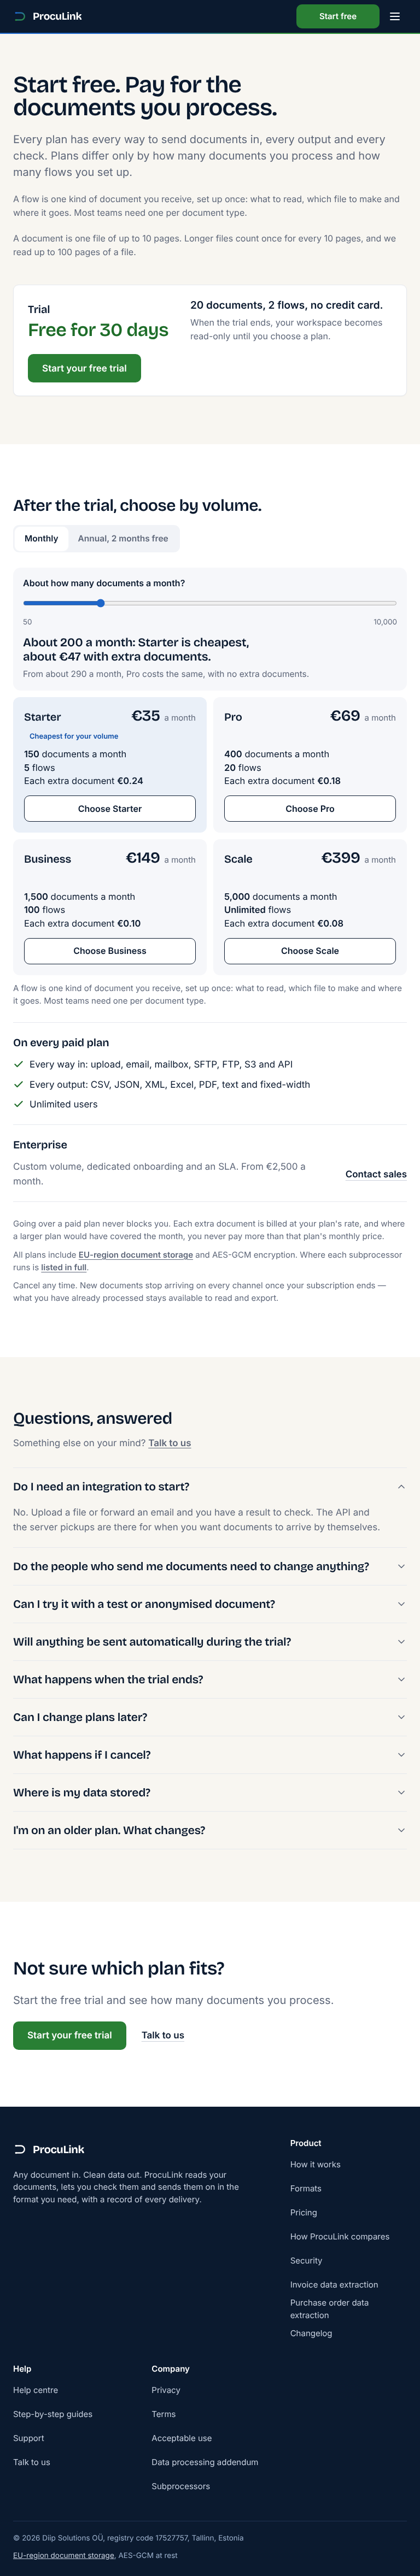 ProcuLink
Start free
Start free. Pay for the
documents you process.
Every plan has every way to send documents in, every output and every
check. Plans differ only by how many documents you process and how
many flows you set up.
A flow is one kind of document you receive, set up once: what to read, which file to make and
where it goes. Most teams need one per document type.
A document is one file of up to 10 pages. Longer files count once for every 10 pages, and we
read up to 100 pages of a file.
Trial
Free for 30 days
Start your free trial
20 documents, 2 flows, no credit card.
When the trial ends, your workspace becomes
read-only until you choose a plan.
After the trial, choose by volume.
Monthly
Annual, 2 months free
About how many documents a month?
50
10,000
About 200 a month: Starter is cheapest,
about €47 with extra documents.
From about 290 a month, Pro costs the same, with no extra documents.
Starter
€35 a month
Cheapest for your volume
150 documents a month
5 flows
Each extra document €0.24
Choose Starter
Pro
€69 a month
400 documents a month
20 flows
Each extra document €0.18
Choose Pro
Business
€149 a month
1,500 documents a month
100 flows
Each extra document €0.10
Choose Business
Scale
€399 a month
5,000 documents a month
Unlimited flows
Each extra document €0.08
Choose Scale
A flow is one kind of document you receive, set up once: what to read, which file to make and where
it goes. Most teams need one per document type.
On every paid plan
Every way in: upload, email, mailbox, SFTP, FTP, S3 and API
Every output: CSV, JSON, XML, Excel, PDF, text and fixed-width
Unlimited users
Enterprise
Custom volume, dedicated onboarding and an SLA. From €2,500 a
month.
Contact sales
Going over a paid plan never blocks you. Each extra document is billed at your plan's rate, and where
a larger plan would have covered the month, you never pay more than that plan's monthly price.
All plans include EU-region document storage and AES-GCM encryption. Where each subprocessor
runs is listed in full.
Cancel any time. New documents stop arriving on every channel once your subscription ends —
what you have already processed stays available to read and export.
Questions, answered
Something else on your mind? Talk to us
Do I need an integration to start?
No. Upload a file or forward an email and you have a result to check. The API and
the server pickups are there for when you want documents to arrive by themselves.
Do the people who send me documents need to change anything?
Can I try it with a test or anonymised document?
Will anything be sent automatically during the trial?
What happens when the trial ends?
Can I change plans later?
What happens if I cancel?
Where is my data stored?
I'm on an older plan. What changes?
Not sure which plan fits?
Start the free trial and see how many documents you process.
Start your free trial
Talk to us
ProcuLink
Any document in. Clean data out. ProcuLink reads your
documents, lets you check them and sends them on in the
format you need, with a record of every delivery.
Product
How it works
Formats
Pricing
How ProcuLink compares
Security
Invoice data extraction
Purchase order data
extraction
Changelog
Help
Help centre
Step-by-step guides
Support
Talk to us
Company
Privacy
Terms
Acceptable use
Data processing addendum
Subprocessors
© 2026 Diip Solutions OÜ, registry code 17527757, Tallinn, Estonia
EU-region document storage, AES-GCM at rest